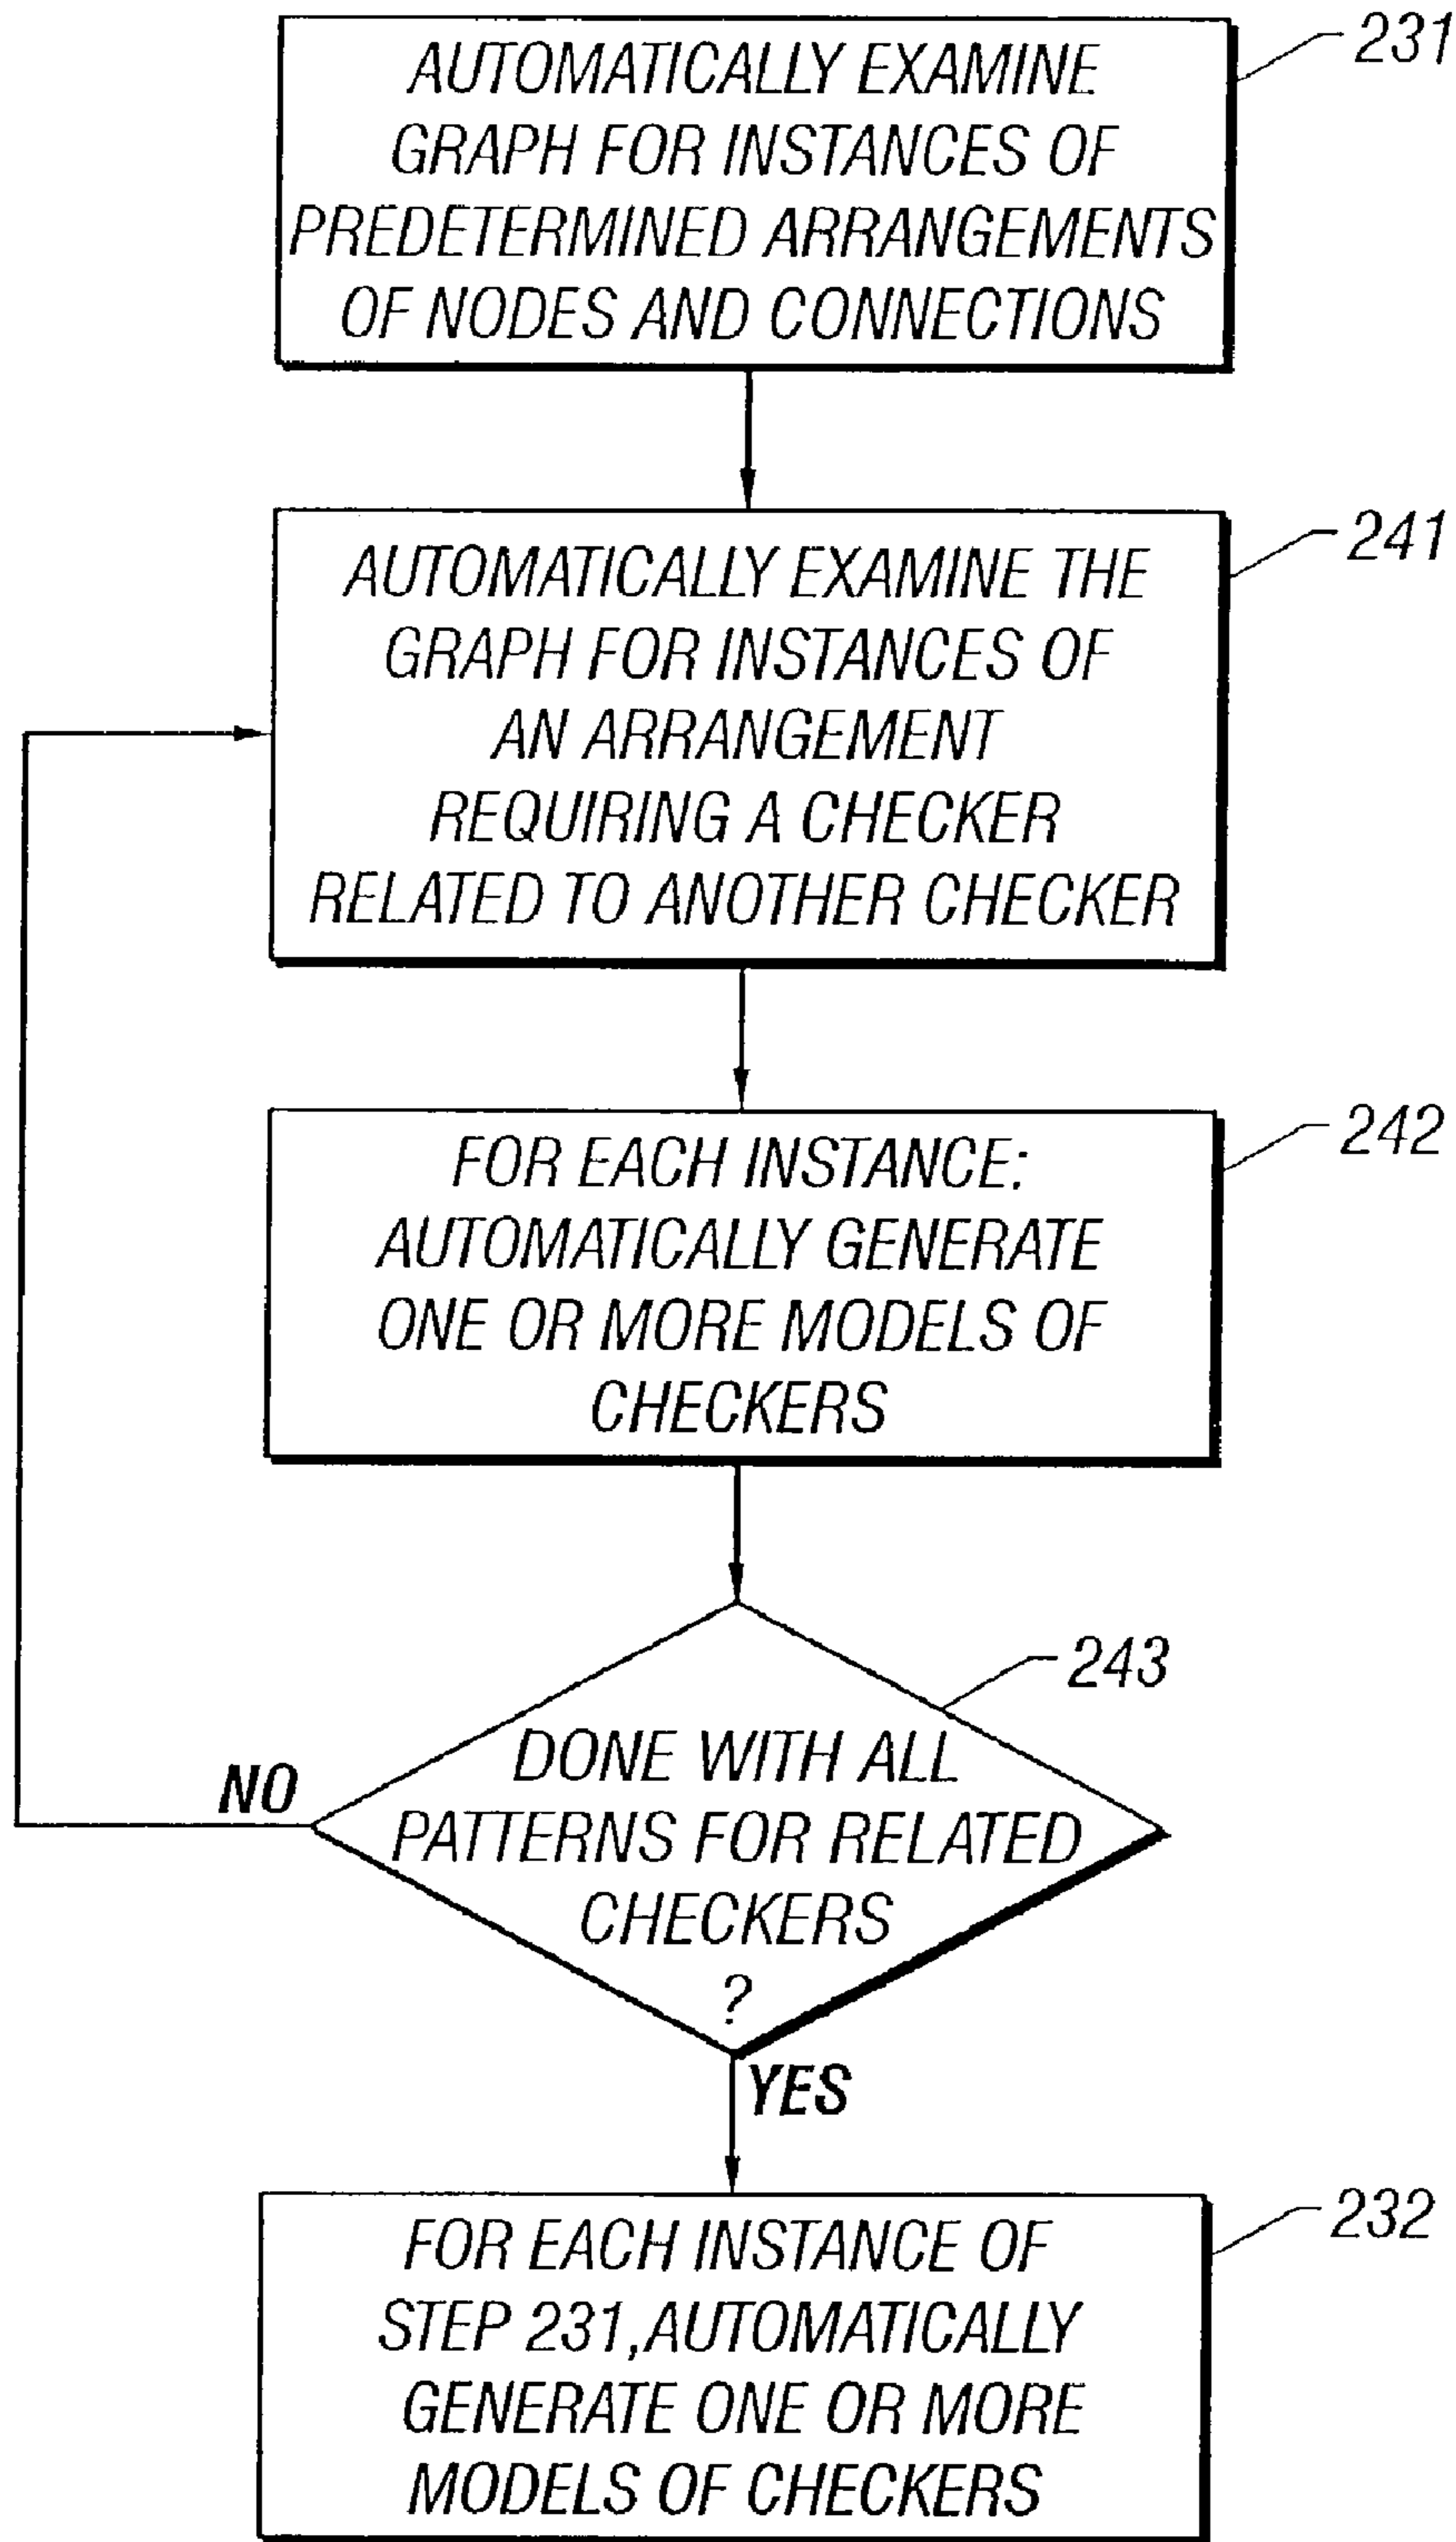 231
AUTOMATICALLY EXAMINE
GRAPH FOR INSTANCES OF
PREDETERMINED ARRANGEMENTS
OF NODES AND CONNECTIONS
241
AUTOMATICALLY EXAMINE THE
GRAPH FOR INSTANCES OF
AN ARRANGEMENT
REQUIRING A CHECKER
RELATED TO ANOTHER CHECKER
242
FOR EACH INSTANCE:
AUTOMATICALLY GENERATE
ONE OR MORE MODELS OF
CHECKERS
243
DONE WITH ALL
PATTERNS FOR RELATED
CHECKERS
?
NO
YES
232
FOR EACH INSTANCE OF
STEP 231, AUTOMATICALLY
GENERATE ONE OR MORE
MODELS OF CHECKERS